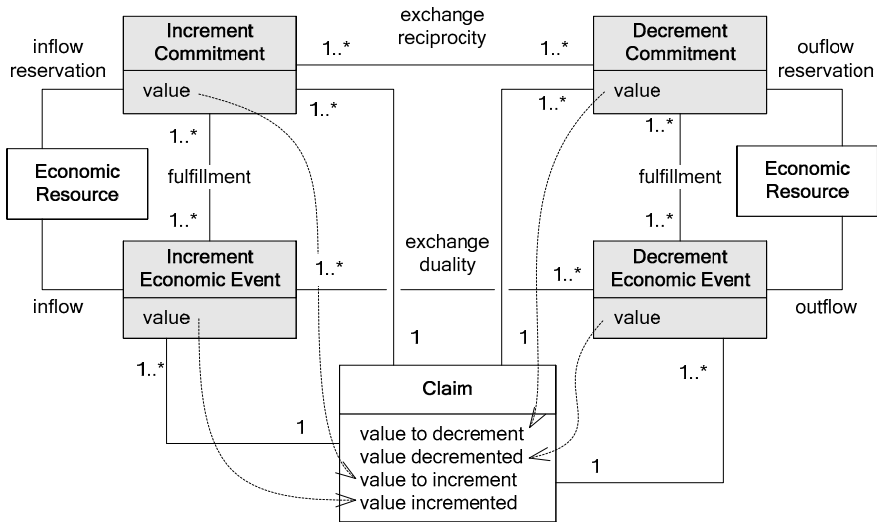 exchange
reciprocity
Increment
Commitment
value
Decrement
Commitment
value
inflow
reservation
ouflow
reservation
1..*
1..*
1..*
1..*
1..*
1..*
Economic
Resource
fulfillment
fulfillment
Economic
Resource
1..*
1..*
Increment
Economic Event
value
exchange
duality
1..*
1..*
Decrement
Economic Event
value
inflow
outflow
1..*
1
1
1..*
Claim
value to decrement
value decremented
value to increment
value incremented
1
1